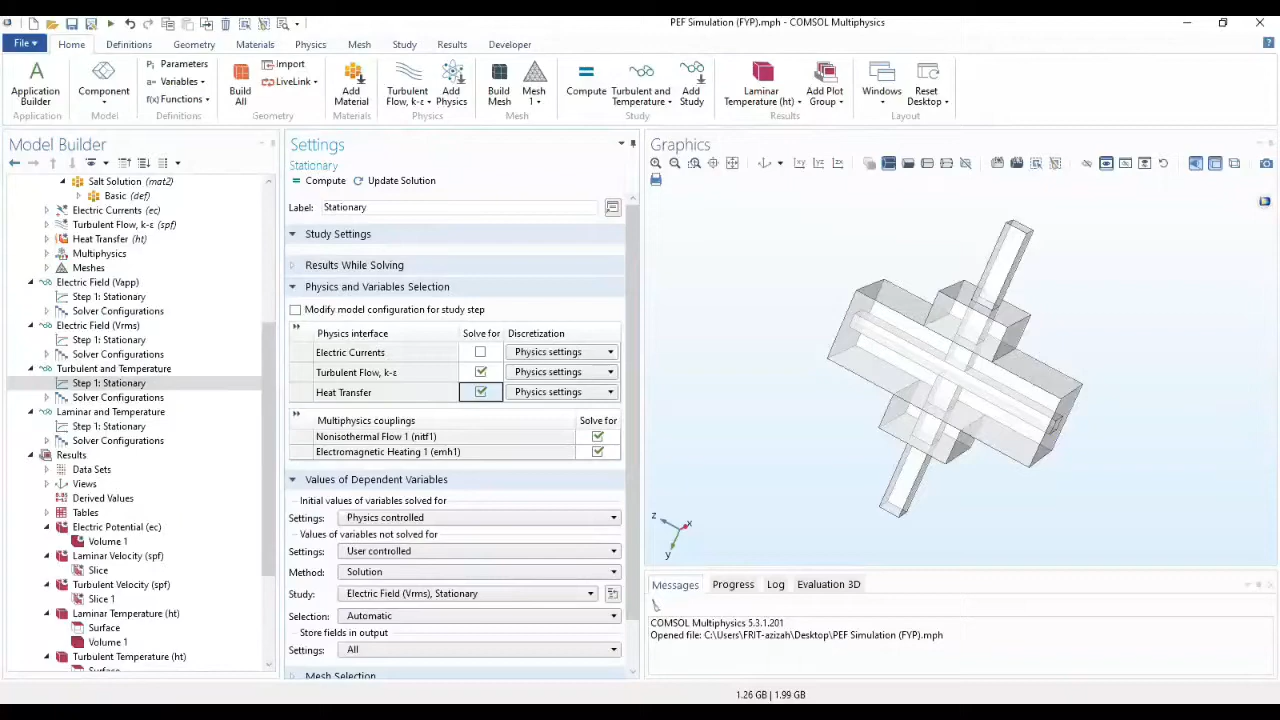 PEF Simulation (FYP).mph - COMSOL Multiphysics
File
Home
Definitions
Geometry
Materials
Physics
Mesh
Study
Results
Developer
Application Builder
Application
Component
Model
Pi Parameters
a= Variables
f(x) Functions
Definitions
Build All
Import
LiveLink
Geometry
Add Material
Materials
Turbulent Flow, k-ε
Add Physics
Physics
Build Mesh
Mesh 1
Mesh
Compute
Turbulent and Temperature
Add Study
Study
Laminar Temperature (ht)
Add Plot Group
Results
Windows
Reset Desktop
Layout
Model Builder
Salt Solution (mat2)
Basic (def)
Electric Currents (ec)
Turbulent Flow, k-ε (spf)
Heat Transfer (ht)
Multiphysics
Meshes
Electric Field (Vapp)
Step 1: Stationary
Solver Configurations
Electric Field (Vrms)
Step 1: Stationary
Solver Configurations
Turbulent and Temperature
Step 1: Stationary
Solver Configurations
Laminar and Temperature
Step 1: Stationary
Solver Configurations
Results
Data Sets
Views
Derived Values
Tables
Electric Potential (ec)
Volume 1
Laminar Velocity (spf)
Slice
Turbulent Velocity (spf)
Slice 1
Laminar Temperature (ht)
Surface
Volume 1
Turbulent Temperature (ht)
Surface
Settings
Stationary
= Compute
Update Solution
Label: Stationary
Study Settings
Results While Solving
Physics and Variables Selection
Modify model configuration for study step
Physics interface Solve for Discretization
Electric Currents Physics settings
Turbulent Flow, k-ε Physics settings
Heat Transfer Physics settings
Multiphysics couplings Solve for
Nonisothermal Flow 1 (nitf1)
Electromagnetic Heating 1 (emh1)
Values of Dependent Variables
Initial values of variables solved for
Settings: Physics controlled
Values of variables not solved for
Settings: User controlled
Method: Solution
Study: Electric Field (Vrms), Stationary
Selection: Automatic
Store fields in output
Settings: All
Mesh Selection
Graphics
z
x
y
Messages
Progress
Log
Evaluation 3D
COMSOL Multiphysics 5.3.1.201
Opened file: C:\Users\FRIT-azizah\Desktop\PEF Simulation (FYP).mph
1.26 GB | 1.99 GB